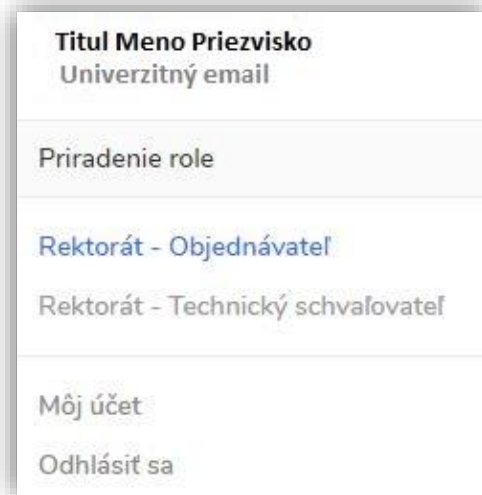 Titul Meno Priezvisko
Univerzitný email
Priradenie role
Rektorát - Objednávateľ
Rektorát - Technický schvaľovateľ
Môj účet
Odhlásiť sa